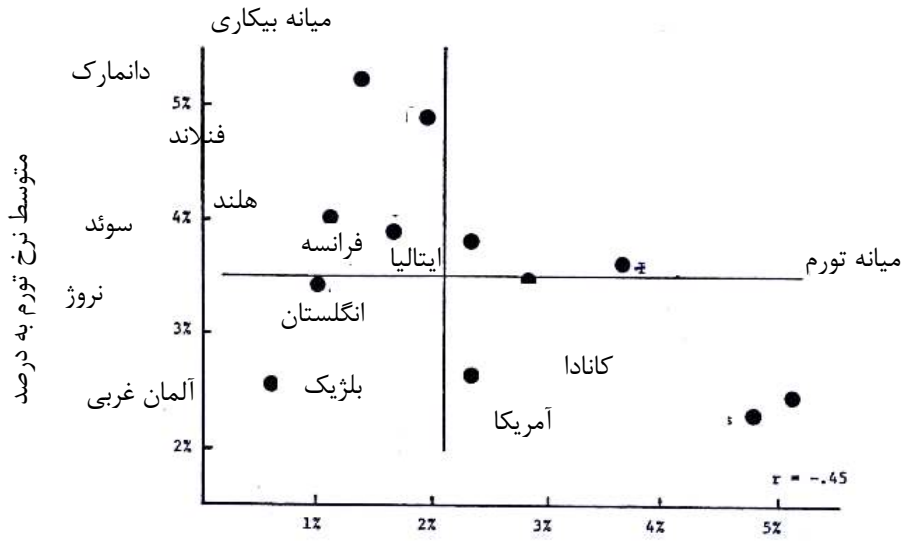 میانه بیکاری
دانمارک
5%
فنلاند
هلند
4%
سوئد
فرانسه
ایتالیا
میانه تورم
نروژ
انگلستان
3%
کانادا
بلژیک
آلمان غربی
آمریکا
2%
r = -.45
1% 2% 3% 4% 5%
متوسط نرخ تورم به درصد